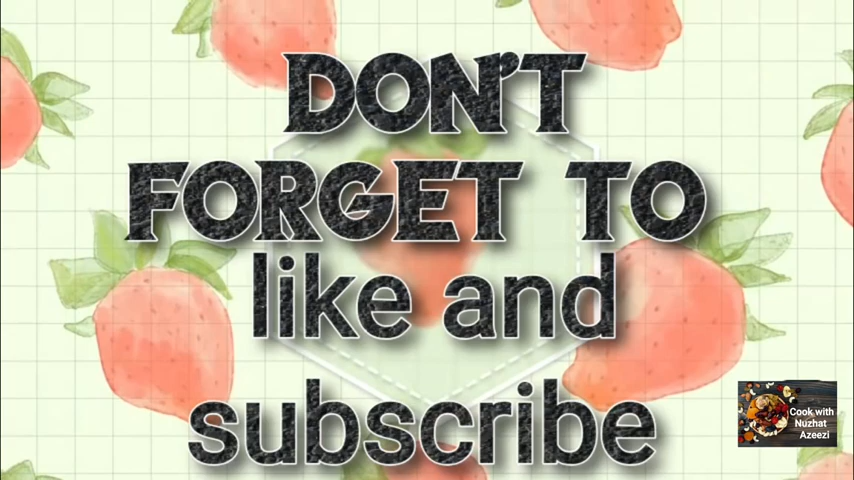 DON'T
FORGET TO
like and
subscribe
Cook with
Nuzhat
Azeezi